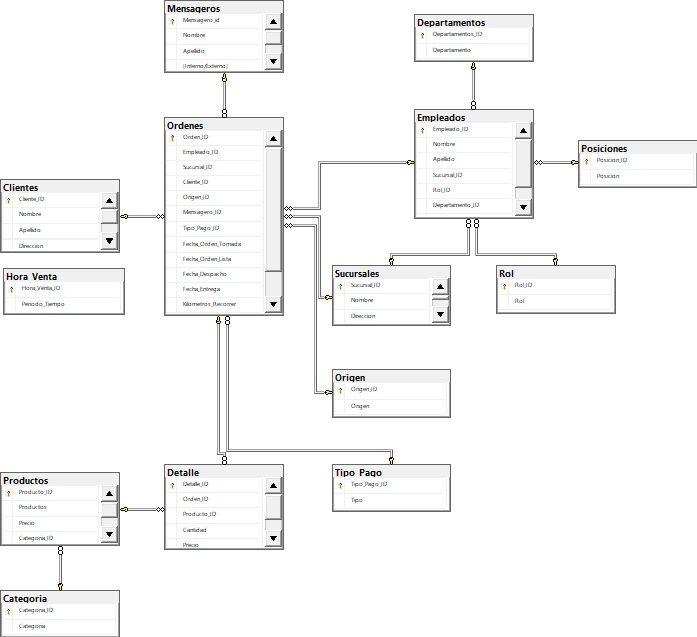 Mensageros
Mensagero_id
Nombre
Apellido
[Interno/Externo]
Departamentos
Departamentos_ID
Departamento
Ordenes
Orden_ID
Empleado_ID
Sucursal_ID
Cliente_ID
Origen_ID
Mensagero_ID
Tipo_Pago_ID
Fecha_Orden_Tomada
Fecha_Orden_Lista
Fecha_Despacho
Fecha_Entrega
Kilometros_Recorrer
Empleados
Empleado_ID
Nombre
Apellido
Sucursal_ID
Rol_ID
Departamento_ID
Posiciones
Posicion_ID
Posicion
Clientes
Cliente_ID
Nombre
Apellido
Direccion
Hora_Venta
Hora_Venta_ID
Periodo_Tiempo
Sucursales
Sucursal_ID
Nombre
Direccion
Rol
Rol_ID
Rol
Origen
Origen_ID
Origen
Productos
Producto_ID
Productos
Precio
Categoria_ID
Detalle
Detalle_ID
Orden_ID
Producto_ID
Cantidad
Precio
Tipo_Pago
Tipo_Pago_ID
Tipo
Categoria
Categoria_ID
Categoria